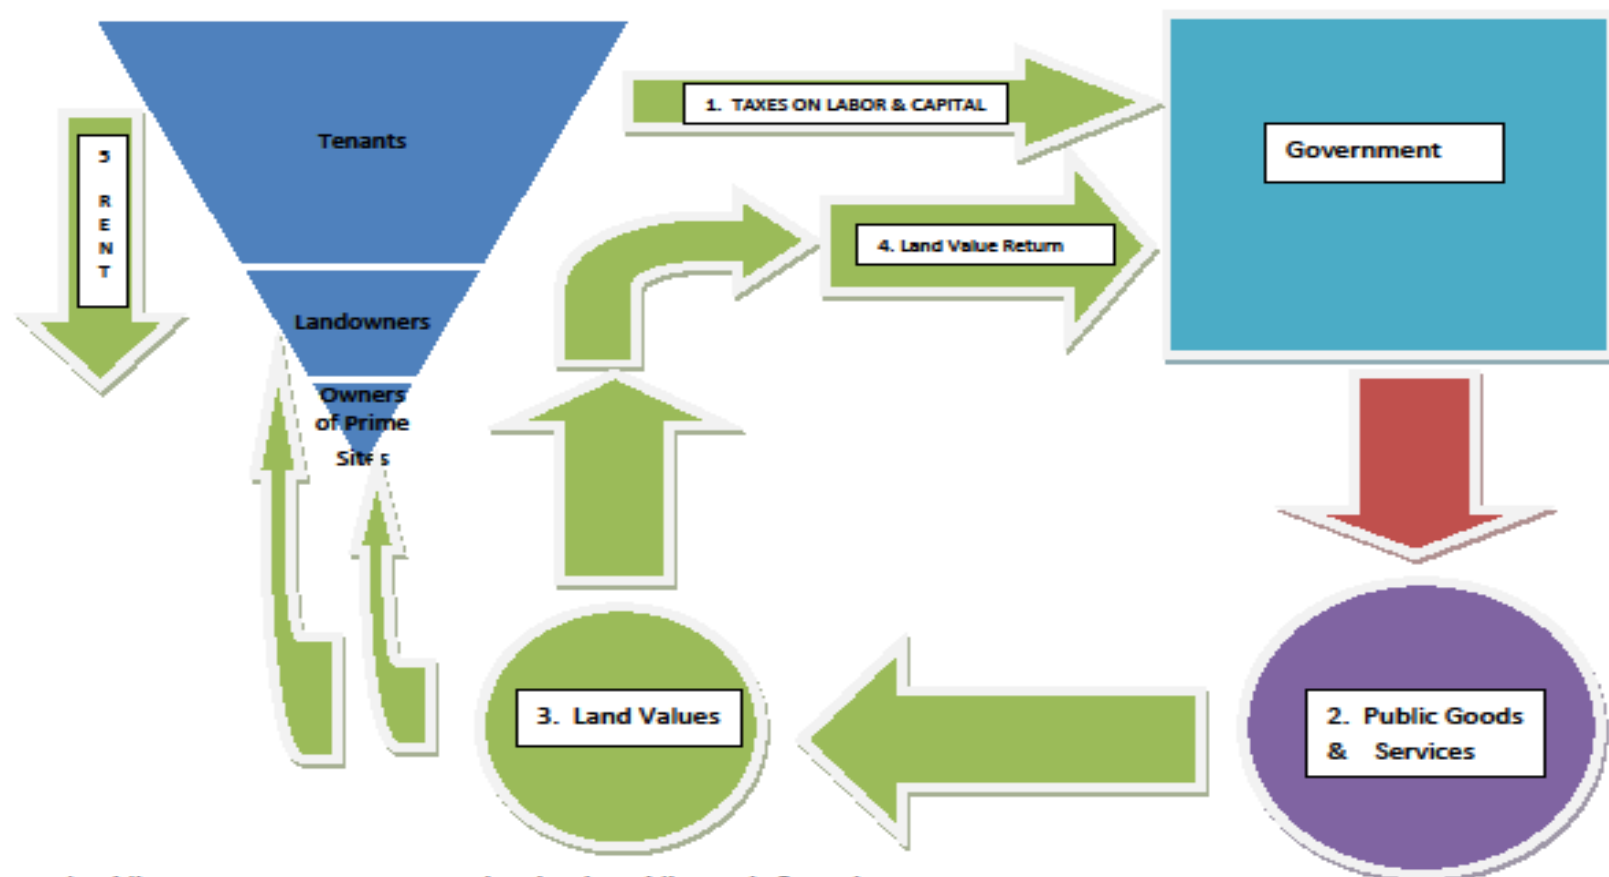 Tenants
1. TAXES ON LABOR & CAPITAL
Government
5
R
E
N
T
4. Land Value Return
Landowners
Owners
of Prime
Sites
3. Land Values
2. Public Goods
& Services